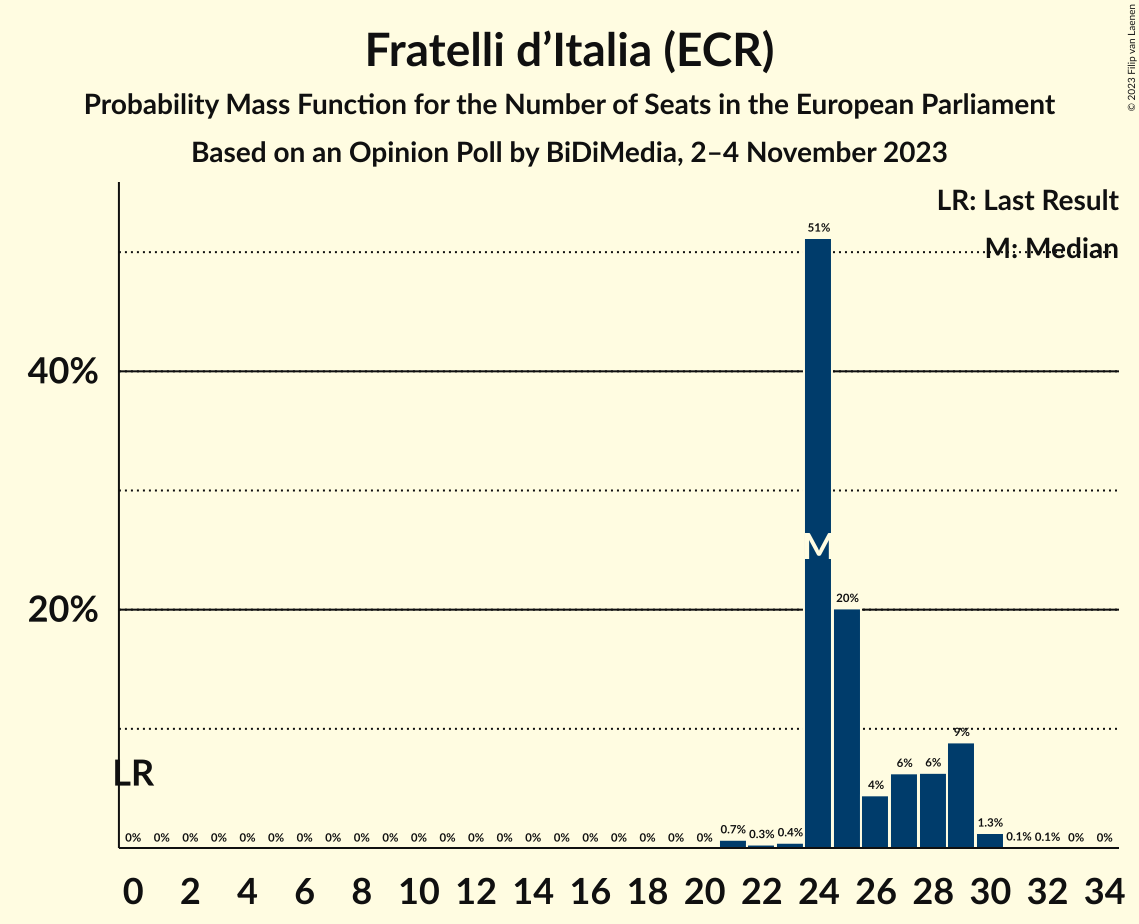 Fratelli d’Italia (ECR)
Probability Mass Function for the Number of Seats in the European Parliament
Based on an Opinion Poll by BiDiMedia, 2–4 November 2023
© 2023 Filip van Laenen
LR: Last Result
M: Median
51%
40%
M
20%
20%
9%
LR
6% 6%
4%
1.3%
0% 0% 0% 0% 0% 0% 0% 0% 0% 0% 0% 0% 0% 0% 0% 0% 0% 0% 0% 0% 0% 0.7% 0.3% 0.4% 0.1% 0.1% 0% 0%
0 2 4 6 8 10 12 14 16 18 20 22 24 26 28 30 32 34